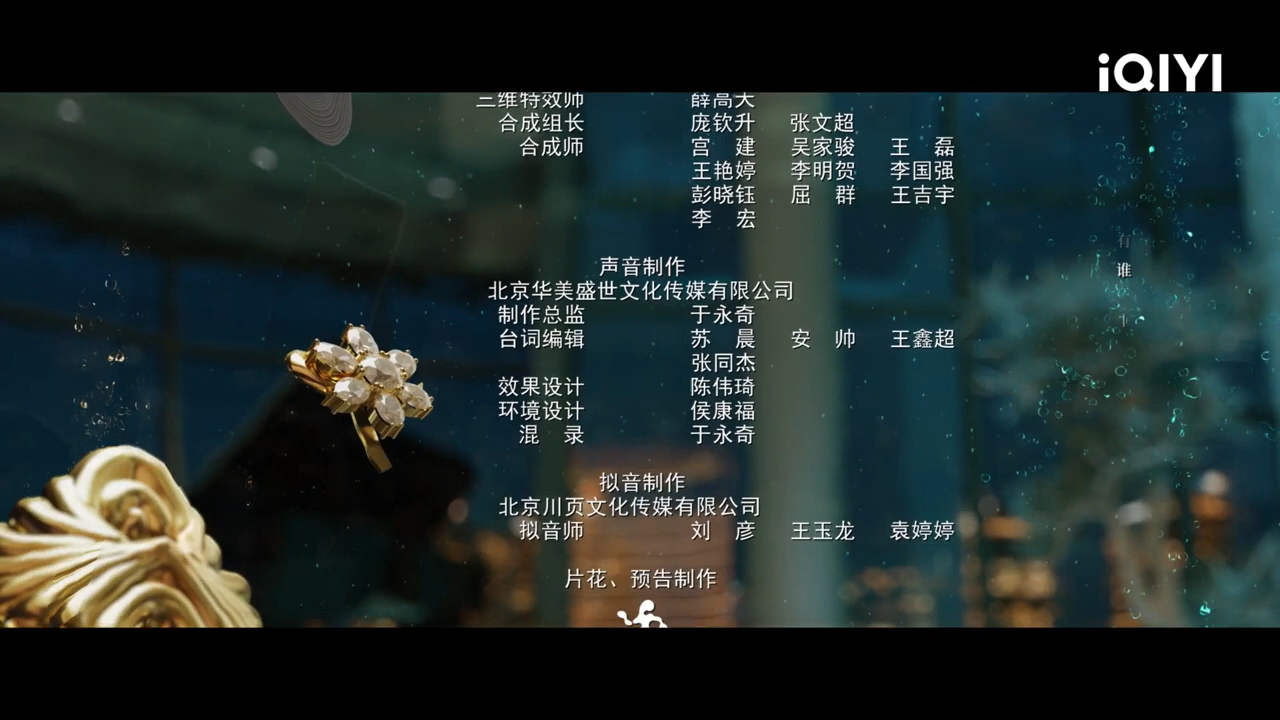 iQIYI
三维特效师 薛高天
合成组长 庞钦升 张文超
合成师 宫 建 吴家骏 王 磊
王艳婷 李明贺 李国强
彭晓钰 屈 群 王吉宇
李 宏
声音制作
北京华美盛世文化传媒有限公司
制作总监 于永奇
台词编辑 苏 晨 安 帅 王鑫超
张同杰
效果设计 陈伟琦
环境设计 侯康福
混 录 于永奇
拟音制作
北京川页文化传媒有限公司
拟音师 刘 彦 王玉龙 袁婷婷
片花、预告制作
有
谁